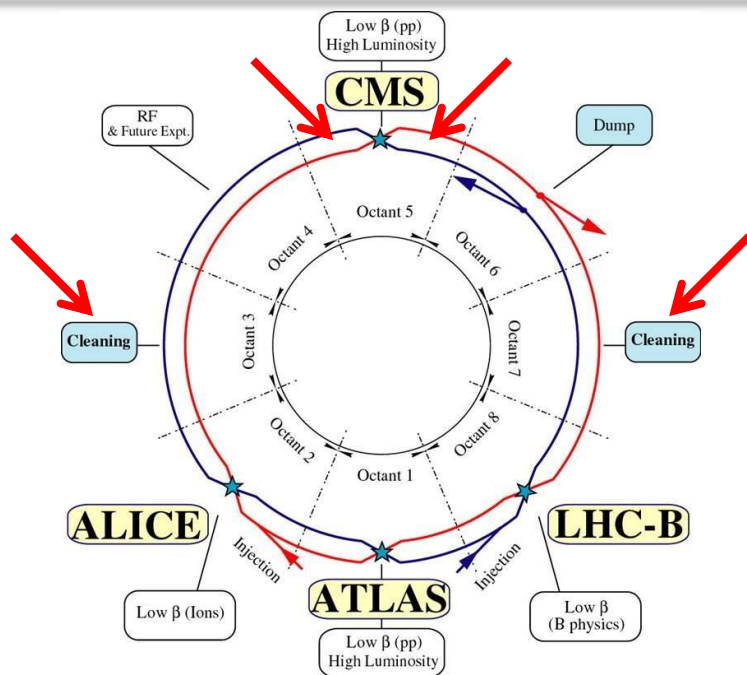 Low β (pp)
High Luminosity
CMS
RF
& Future Expt.
Dump
Octant 5
Octant 4
Octant 6
Cleaning
Octant 3
Octant 7
Cleaning
Octant 2
Octant 8
Octant 1
ALICE
LHC-B
Injection
Injection
ATLAS
Low β (Ions)
Low β
(B physics)
Low β (pp)
High Luminosity